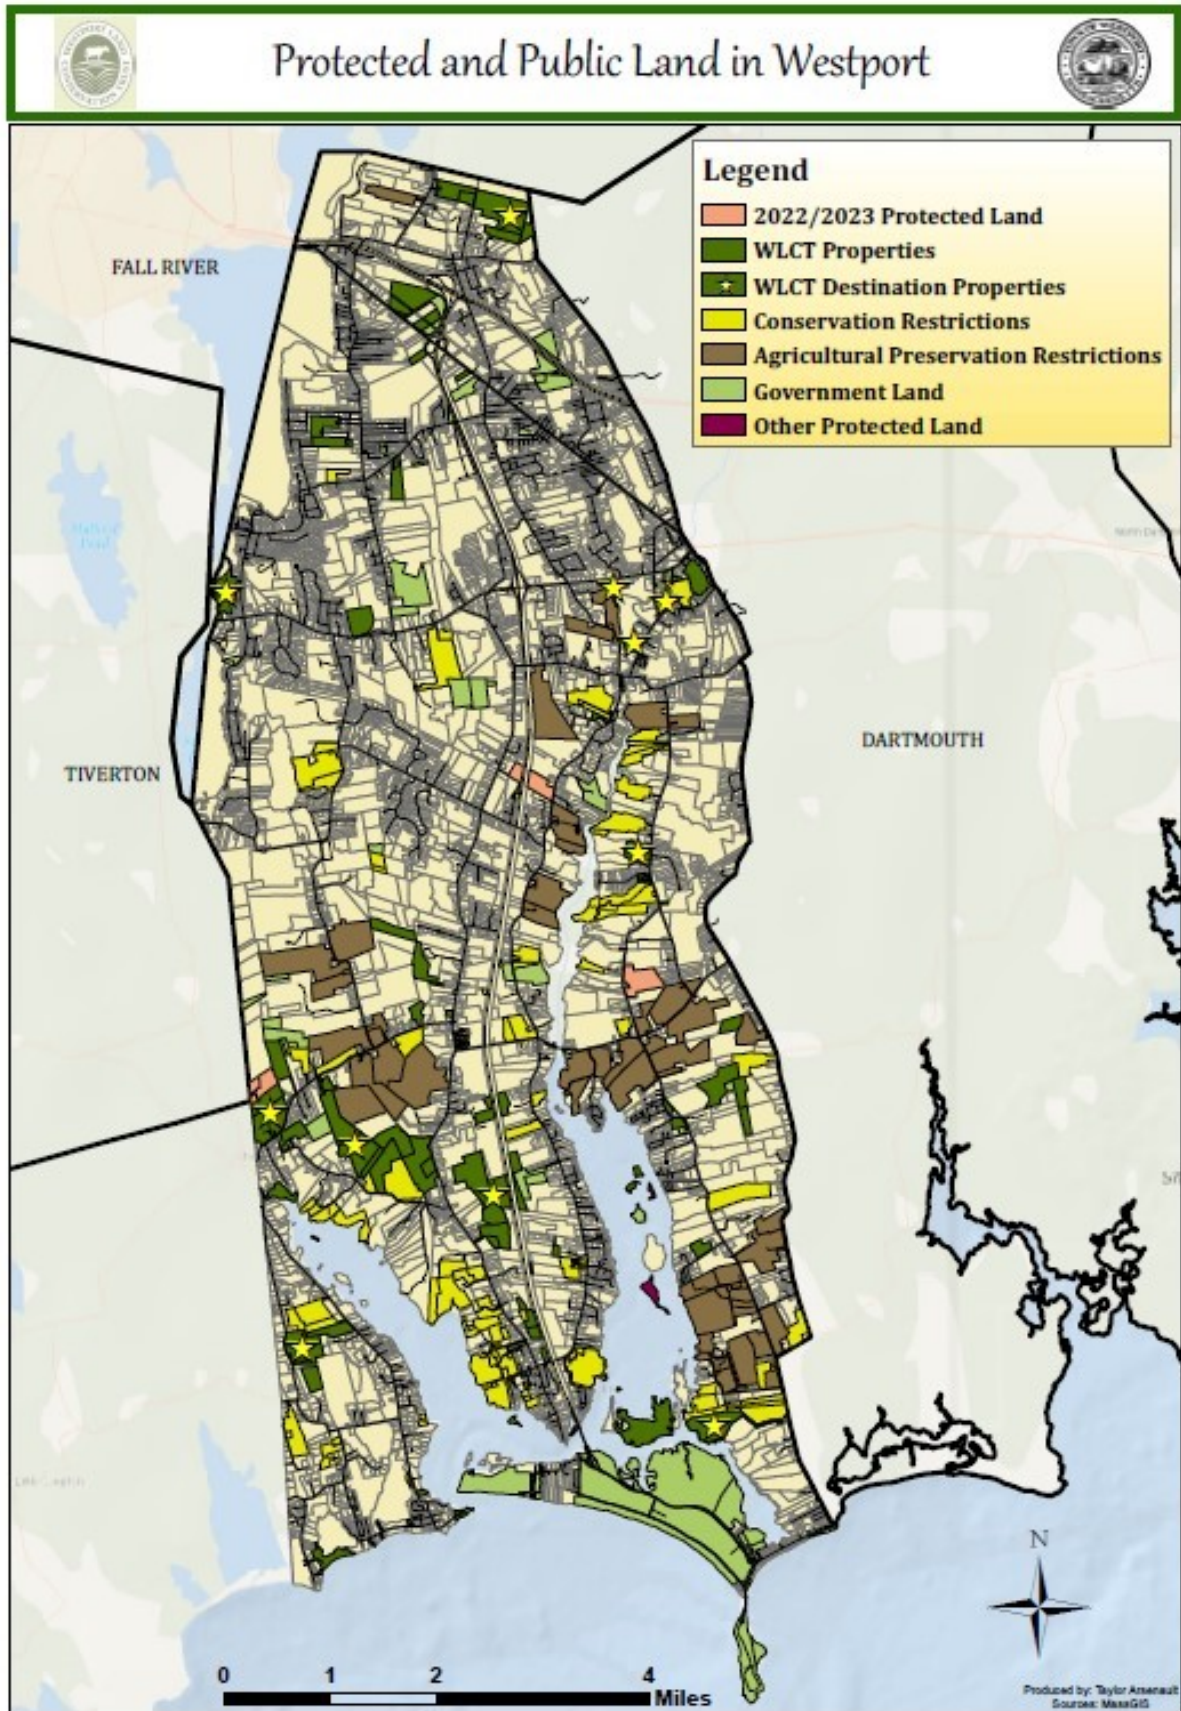 Protected and Public Land in Westport
Legend
2022/2023 Protected Land
WLCT Properties
WLCT Destination Properties
Conservation Restrictions
Agricultural Preservation Restrictions
Government Land
Other Protected Land
FALL RIVER
DARTMOUTH
TIVERTON
N
0 1 2 4
Miles
Produced by: Taylor Arsenault
Sources: MassGIS